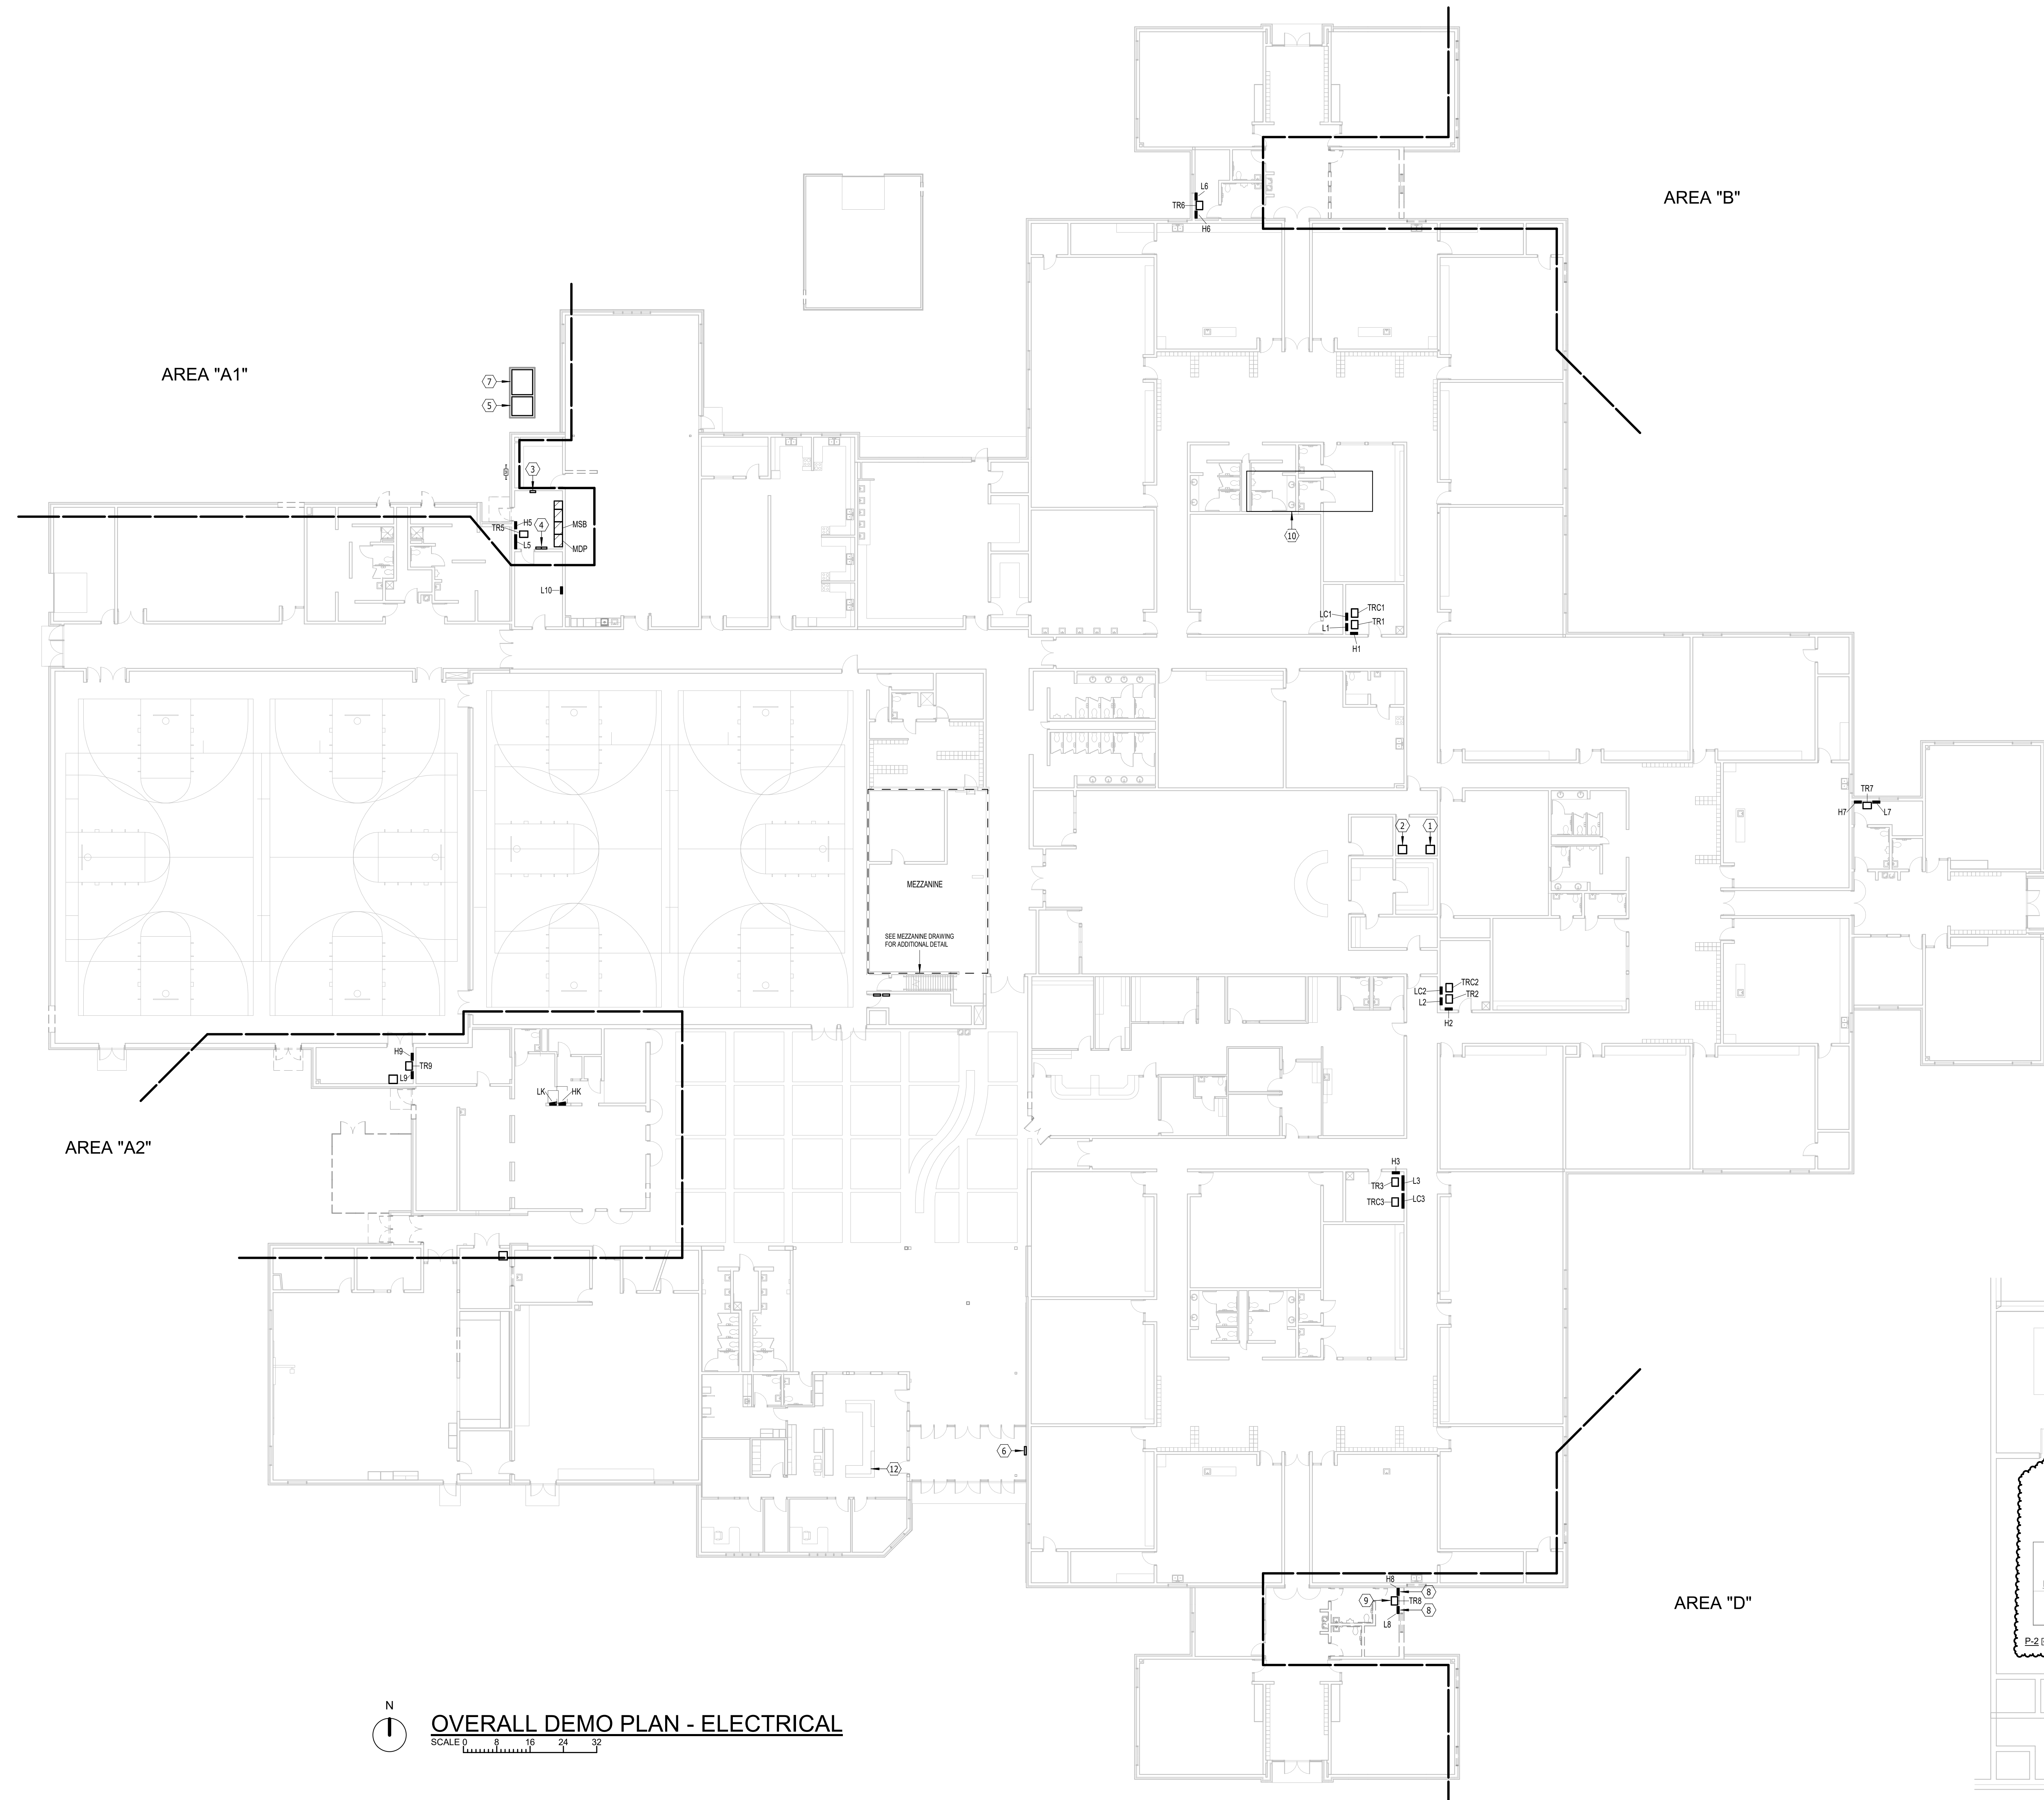 AREA "B"
L6
TR6
H6
AREA "A1"
7
5
3
H5
TR5
4
MSB
L5
MDP
10
L10
LC1
TRC1
L1
TR1
H1
TR7
H7
L7
2
1
MEZZANINE
SEE MEZZANINE DRAWING
FOR ADDITIONAL DETAIL
LC2
TRC2
L2
TR2
H2
H9
TR9
L9
LK
HK
AREA "A2"
H3
TR3
L3
TRC3
LC3
6
12
H8
8
9
TR8
8
L8
AREA "D"
P-2
N
OVERALL DEMO PLAN - ELECTRICAL
SCALE 0 8 16 24 32